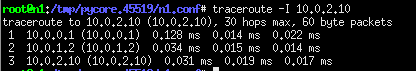 root@n1:/tmp/pycore.45519/n1.conf# traceroute -I 10.0.2.10
traceroute to 10.0.2.10 (10.0.2.10), 30 hops max, 60 byte packets
1 10.0.0.1 (10.0.0.1) 0.128 ms 0.014 ms 0.022 ms
2 10.0.1.2 (10.0.1.2) 0.034 ms 0.015 ms 0.014 ms
3 10.0.2.10 (10.0.2.10) 0.031 ms 0.019 ms 0.017 ms